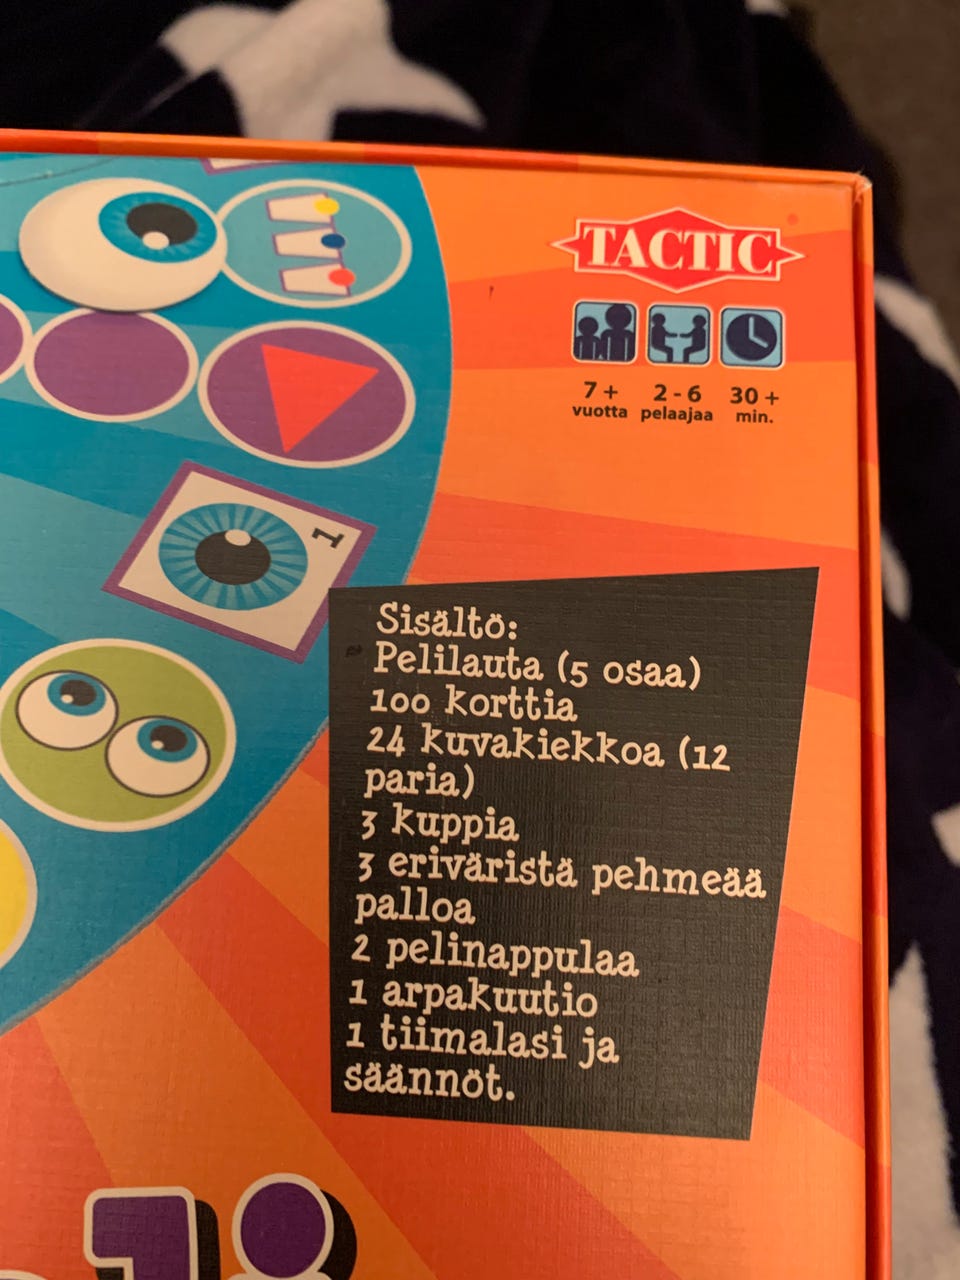 TACTIC
7+ 2-6 30+
vuotta pelaajaa min.
1
Sisältö:
Pelilauta (5 osaa)
100 korttia
24 kuvakiekkoa (12
paria)
3 kuppia
3 eriväristä pehmeää
palloa
2 pelinappulaa
1 arpakuutio
1 tiimalasi ja
säännöt.